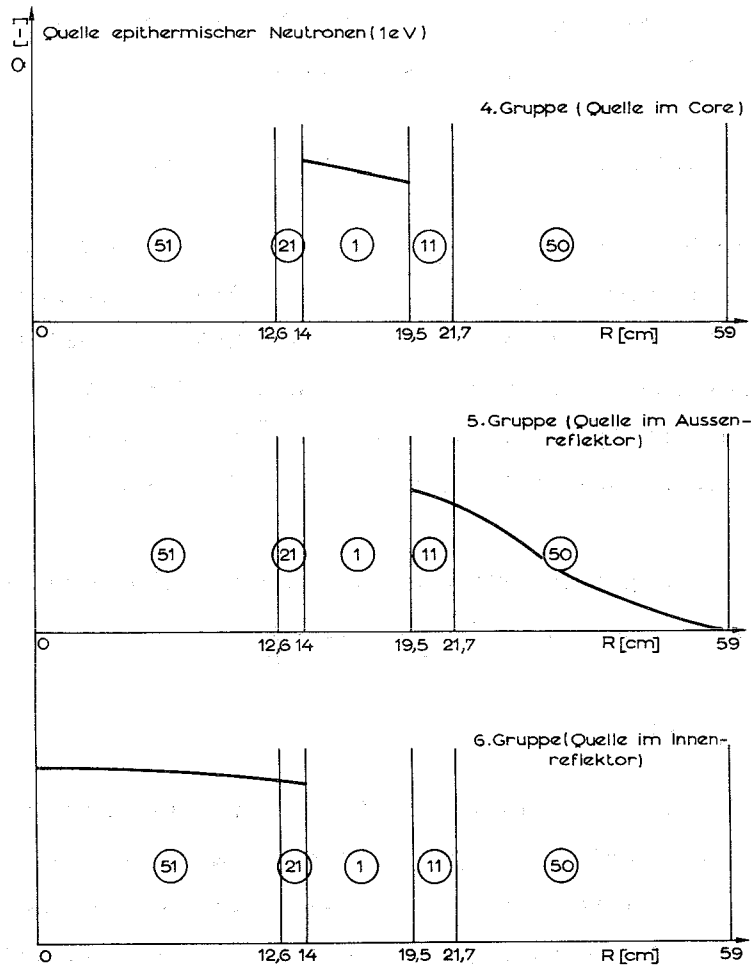 Q [-]
Quelle epithermischer Neutronen (1eV)
4.Gruppe (Quelle im Core)
51 21 1 11 50
0 12,6 14 19,5 21,7 R [cm] 59
5.Gruppe (Quelle im Aussen-
reflektor)
51 21 1 11 50
0 12,6 14 19,5 21,7 R [cm] 59
6.Gruppe (Quelle im Innen-
reflektor)
51 21 1 11 50
0 12,6 14 19,5 21,7 R [cm] 59